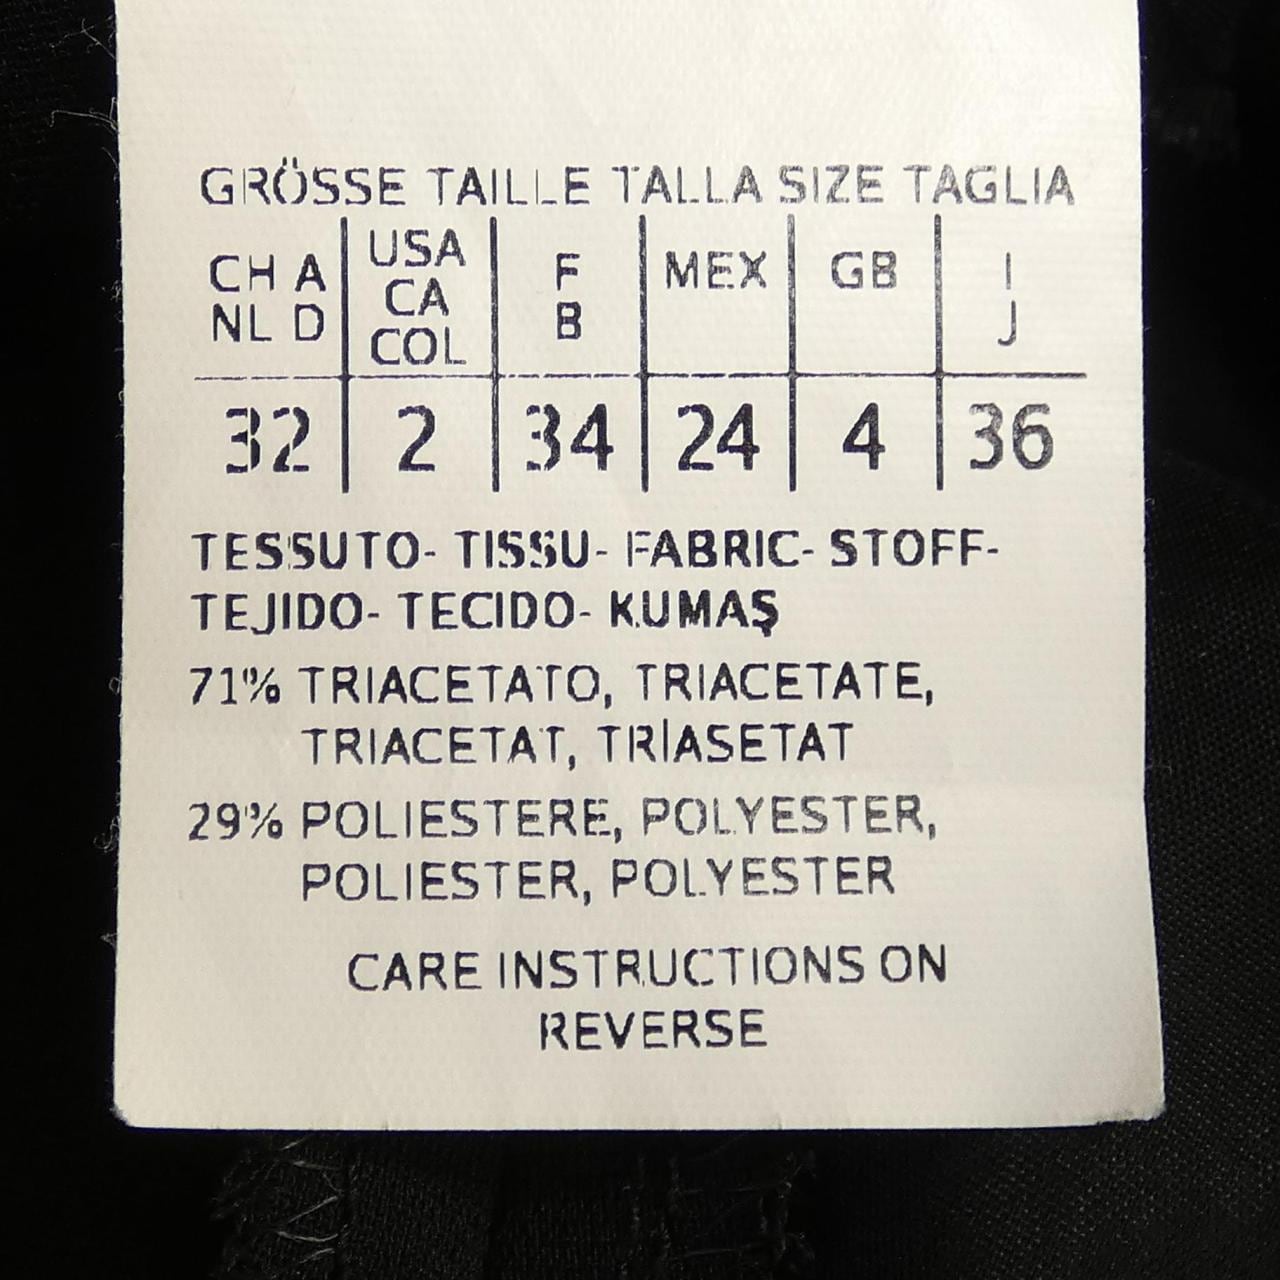 GRÖSSE TAILLE TALLA SIZE TAGLIA
CH A NL D | USA CA COL | F B | MEX | GB | I J
32 | 2 | 34 | 24 | 4 | 36
TESSUTO- TISSU- FABRIC- STOFF-
TEJIDO- TECIDO- KUMAŞ
71% TRIACETATO, TRIACETATE,
TRIACETAT, TRİASETAT
29% POLIESTERE, POLYESTER,
POLIESTER, POLYESTER
CARE INSTRUCTIONS ON
REVERSE